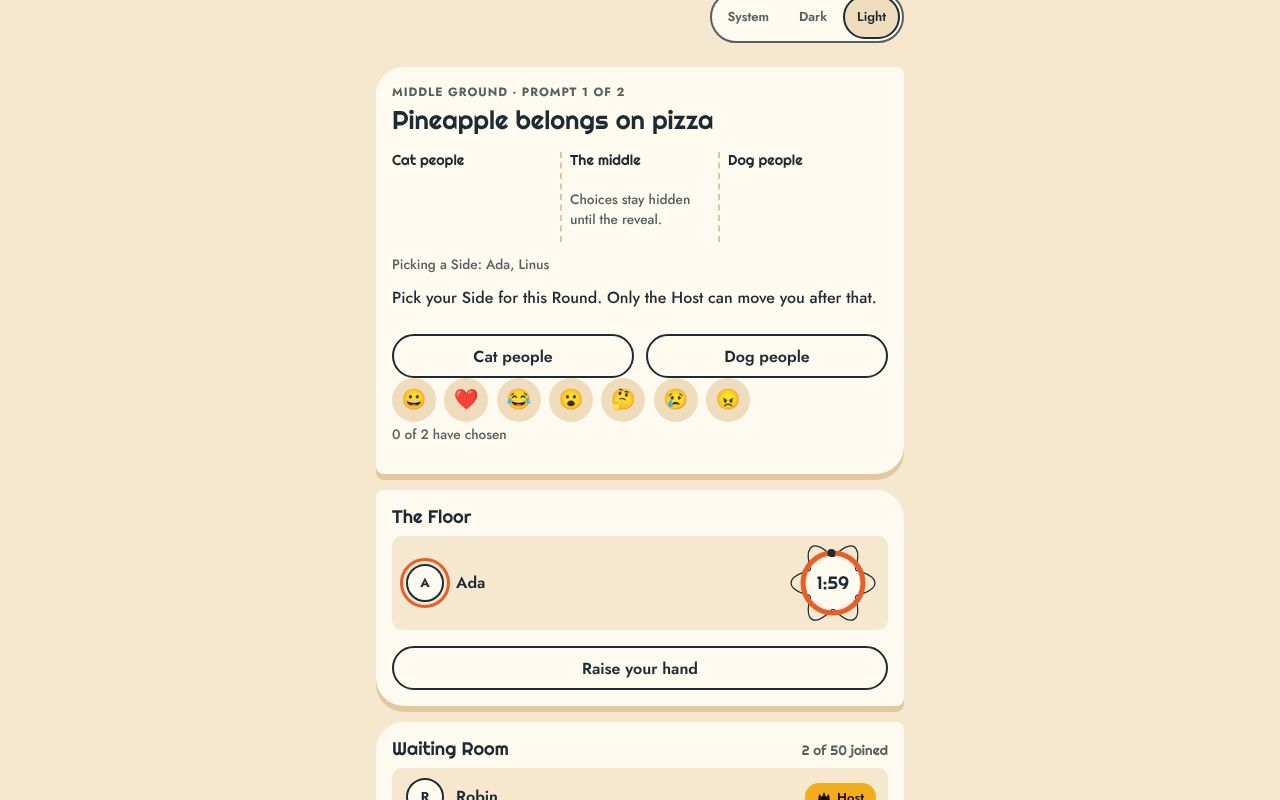 System Dark Light
MIDDLE GROUND · PROMPT 1 OF 2
Pineapple belongs on pizza
Cat people
The middle
Dog people
Choices stay hidden
until the reveal.
Picking a Side: Ada, Linus
Pick your Side for this Round. Only the Host can move you after that.
Cat people
Dog people
0 of 2 have chosen
The Floor
A
Ada
1:59
Raise your hand
Waiting Room
2 of 50 joined
R
Robin
Host